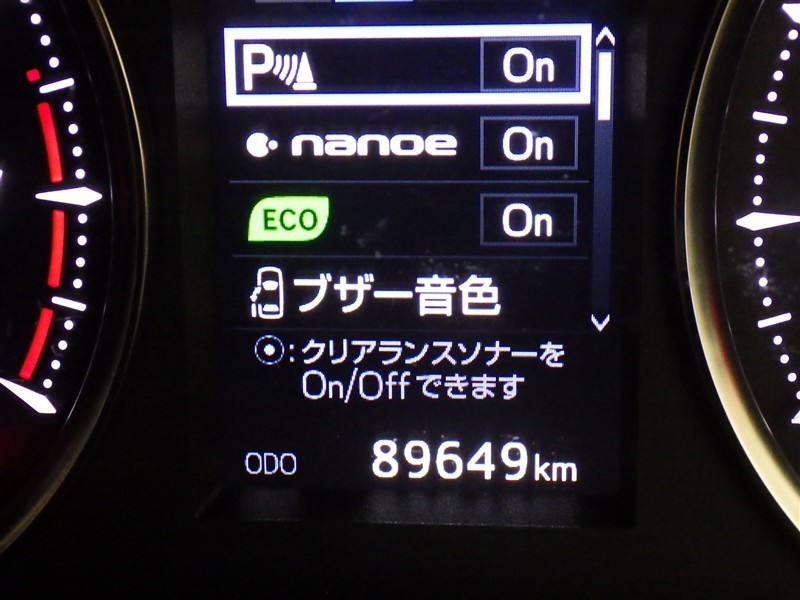 P On
nanoe On
ECO On
ブザー音色
:クリアランスソナーを
On/Offできます
ODO 89649km